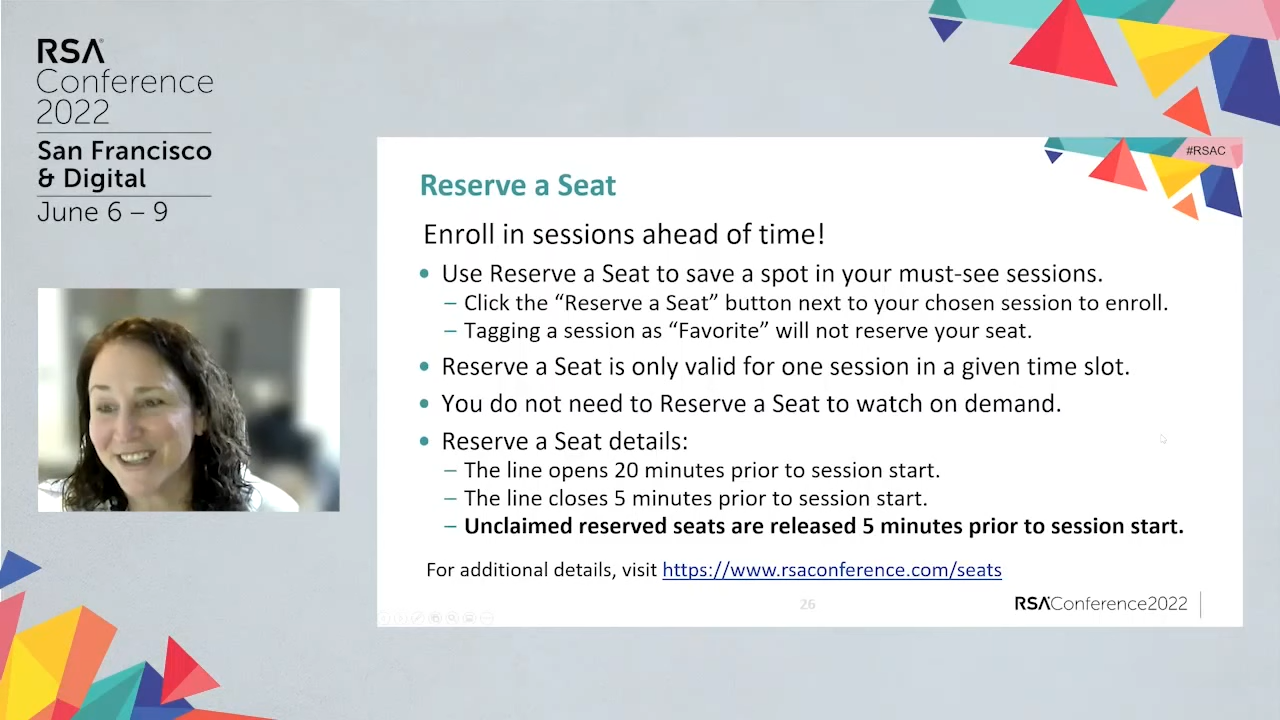 RSA
Conference
2022
San Francisco
& Digital
June 6 – 9
#RSAC
Reserve a Seat
Enroll in sessions ahead of time!
• Use Reserve a Seat to save a spot in your must-see sessions.
– Click the “Reserve a Seat” button next to your chosen session to enroll.
– Tagging a session as “Favorite” will not reserve your seat.
• Reserve a Seat is only valid for one session in a given time slot.
• You do not need to Reserve a Seat to watch on demand.
• Reserve a Seat details:
– The line opens 20 minutes prior to session start.
– The line closes 5 minutes prior to session start.
– Unclaimed reserved seats are released 5 minutes prior to session start.
For additional details, visit https://www.rsaconference.com/seats
26
RSAConference2022